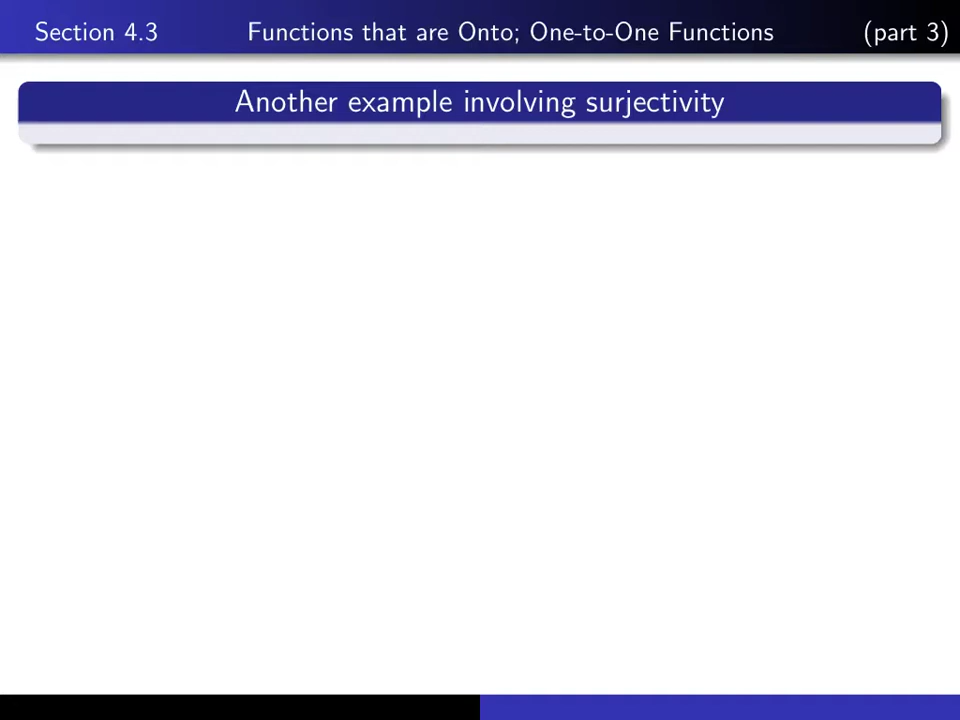 Section 4.3 Functions that are Onto; One-to-One Functions (part 3)
Another example involving surjectivity